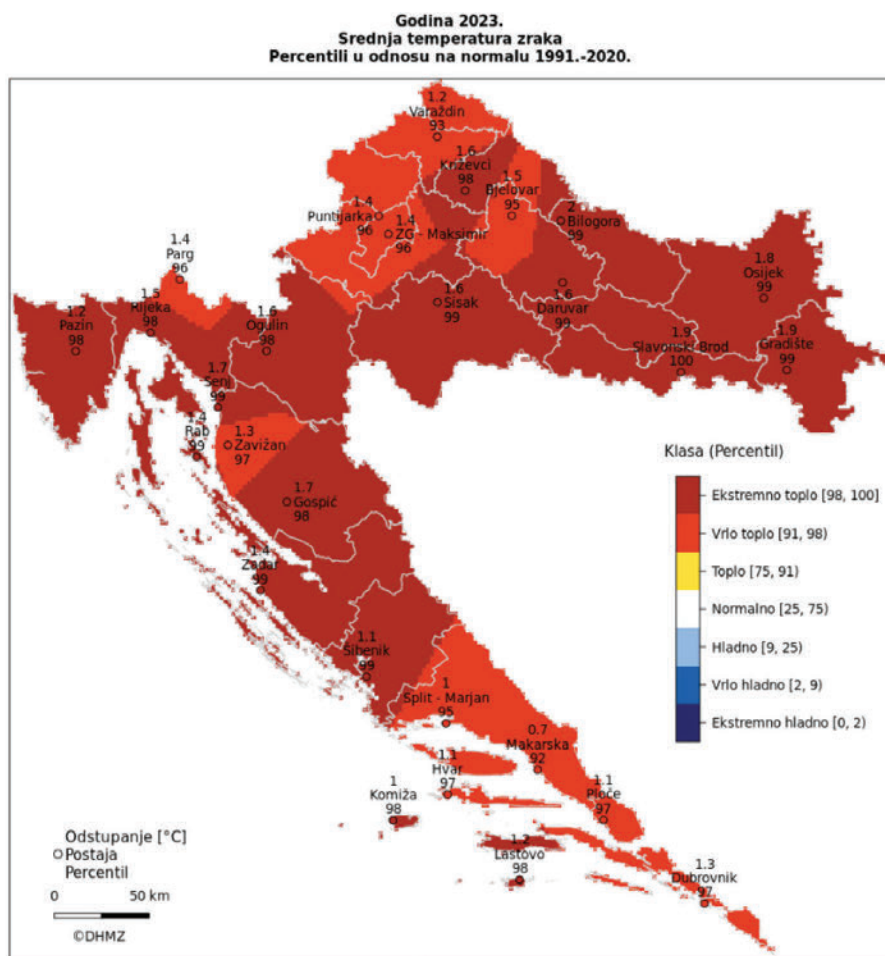 Godina 2023.
Srednja temperatura zraka
Percentili u odnosu na normalu 1991.-2020.
1.2
Varaždin
93
1.6
Križevci
98
1.5
Bjelovar
95
2
Bilogora
99
1.4
Puntijarka
96
1.4
ZG - Maksimir
96
1.4
Parg
96
1.8
Osijek
99
1.5
Rijeka
98
1.2
Pazin
98
1.6
Ogulin
98
1.6
Sisak
99
1.6
Daruvar
99
1.9
Slavonski Brod
100
1.9
Gradište
99
1.7
Senj
99
1.4
Rab
99
1.3
Zavižan
97
1.7
Gospić
98
1.4
Zadar
99
1.1
Šibenik
99
1
Split - Marjan
95
0.7
Makarska
92
1.1
Hvar
97
1
Komiža
98
1.1
Ploče
97
1.2
Lastovo
98
1.3
Dubrovnik
97
Klasa (Percentil)
Ekstremno toplo [98, 100]
Vrlo toplo [91, 98)
Toplo [75, 91)
Normalno [25, 75)
Hladno [9, 25)
Vrlo hladno [2, 9)
Ekstremno hladno [0, 2)
Odstupanje [°C]
Postaja
Percentil
0 50 km
©DHMZ